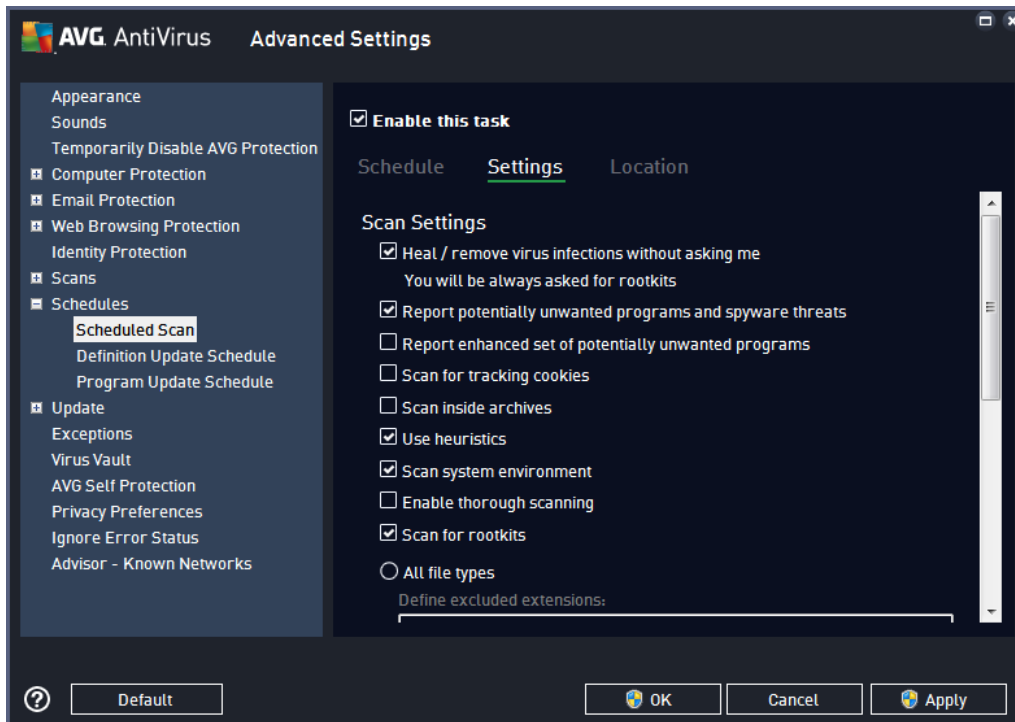 AVG. AntiVirus Advanced Settings
Appearance
Sounds
Temporarily Disable AVG Protection
Computer Protection
Email Protection
Web Browsing Protection
Identity Protection
Scans
Schedules
Scheduled Scan
Definition Update Schedule
Program Update Schedule
Update
Exceptions
Virus Vault
AVG Self Protection
Privacy Preferences
Ignore Error Status
Advisor - Known Networks
Enable this task
Schedule Settings Location
Scan Settings
Heal / remove virus infections without asking me
You will be always asked for rootkits
Report potentially unwanted programs and spyware threats
Report enhanced set of potentially unwanted programs
Scan for tracking cookies
Scan inside archives
Use heuristics
Scan system environment
Enable thorough scanning
Scan for rootkits
All file types
Define excluded extensions:
? Default OK Cancel Apply